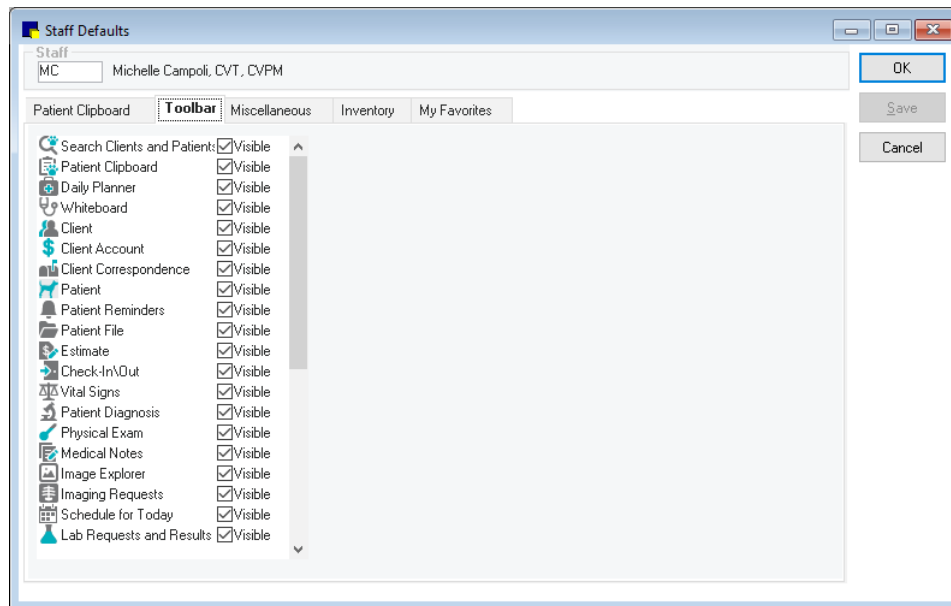 Staff Defaults
Staff
MC Michelle Campoli, CVT, CVPM
OK
Save
Cancel
Patient Clipboard Toolbar Miscellaneous Inventory My Favorites
Search Clients and Patients Visible
Patient Clipboard Visible
Daily Planner Visible
Whiteboard Visible
Client Visible
Client Account Visible
Client Correspondence Visible
Patient Visible
Patient Reminders Visible
Patient File Visible
Estimate Visible
Check-In\Out Visible
Vital Signs Visible
Patient Diagnosis Visible
Physical Exam Visible
Medical Notes Visible
Image Explorer Visible
Imaging Requests Visible
Schedule for Today Visible
Lab Requests and Results Visible